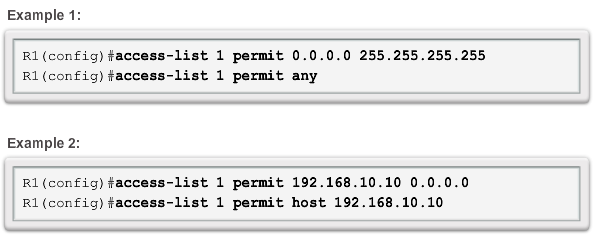 Example 1:
R1(config)#access-list 1 permit 0.0.0.0 255.255.255.255
R1(config)#access-list 1 permit any
Example 2:
R1(config)#access-list 1 permit 192.168.10.10 0.0.0.0
R1(config)#access-list 1 permit host 192.168.10.10